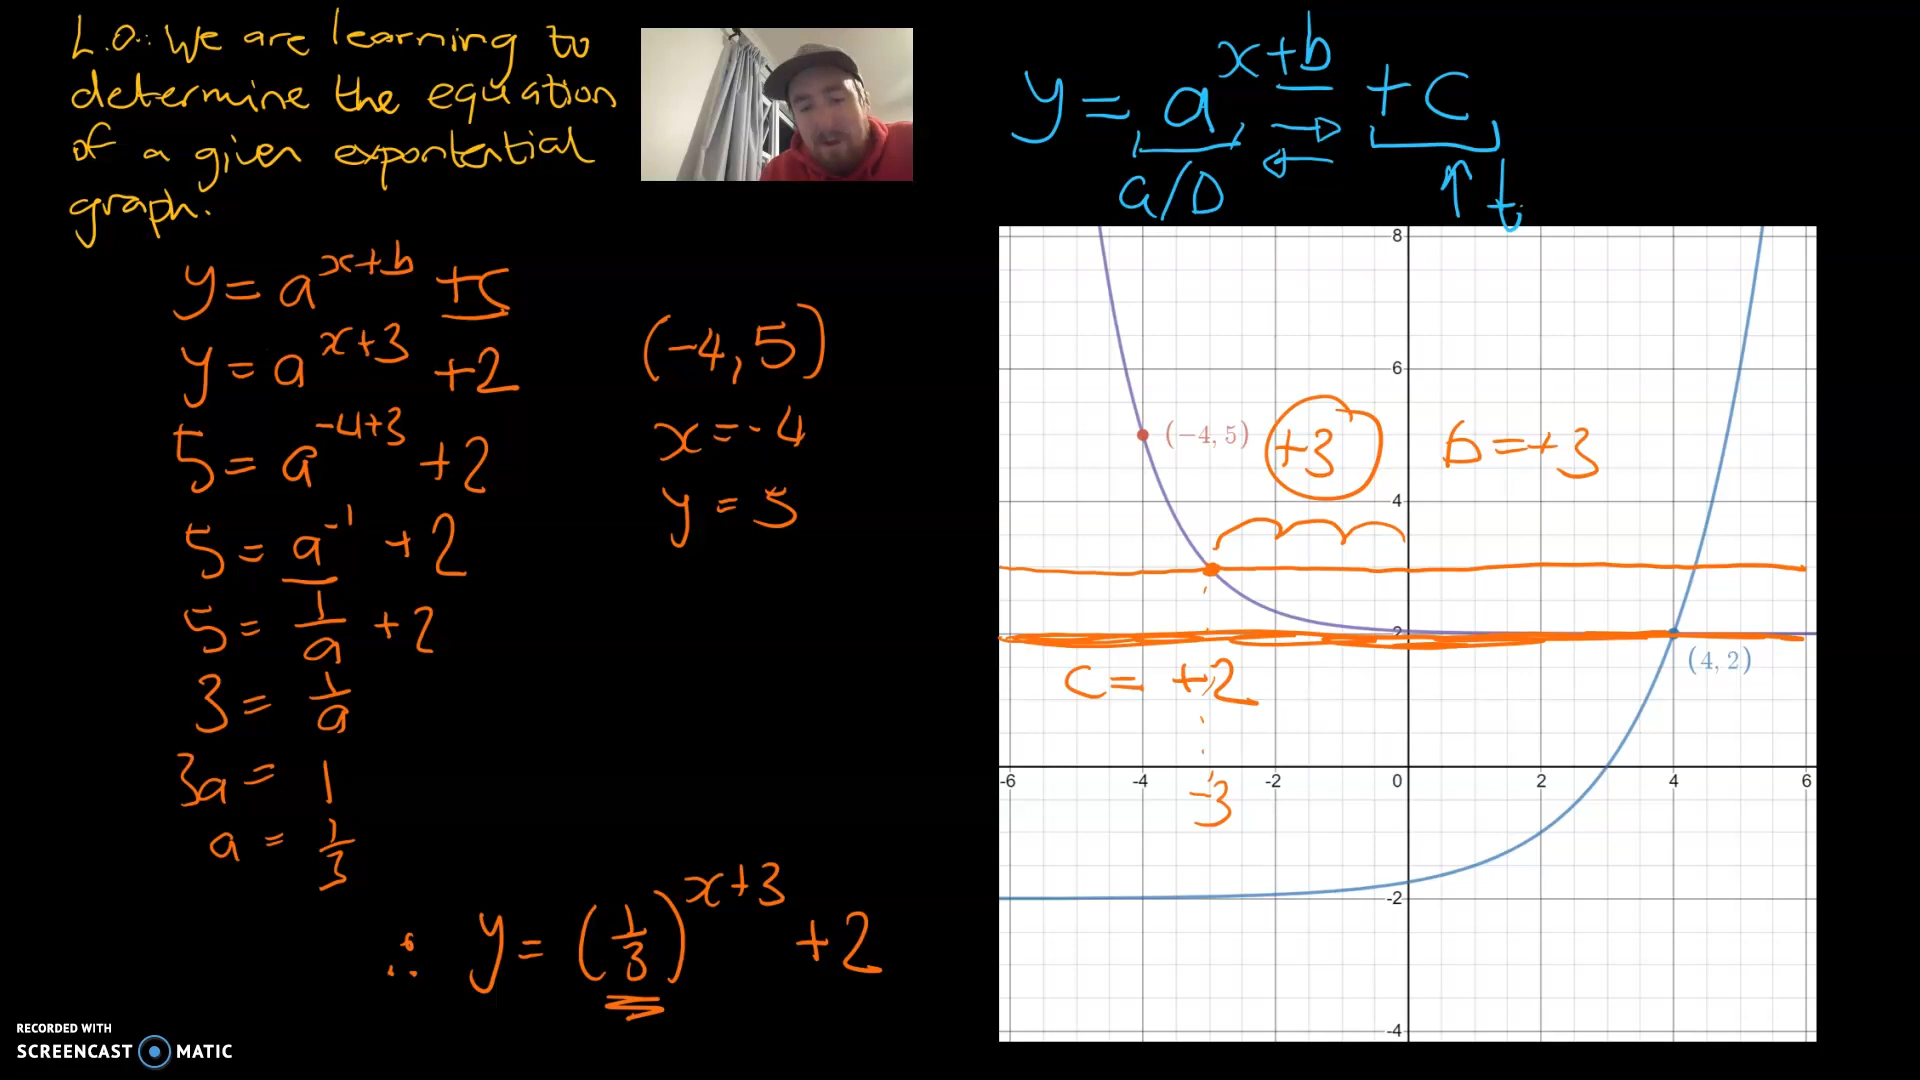 L.O.: We are learning to
determine the equation
of a given expontential
graph.
y = a^{x+b} + c
a/D ↑ t
y = a^{x+b} + c
y = a^{x+3} + 2
5 = a^{-4+3} + 2
5 = a^{-1} + 2
5 = 1/a + 2
3 = 1/a
3a = 1
a = 1/3
(-4, 5)
x = -4
y = 5
∴ y = (1/3)^{x+3} + 2
8
6
(−4, 5) +3 b = +3
4
2
c = +2
(4, 2)
-6 -4 -2 0 2 4 6
-3
-2
-4
RECORDED WITH
SCREENCAST MATIC